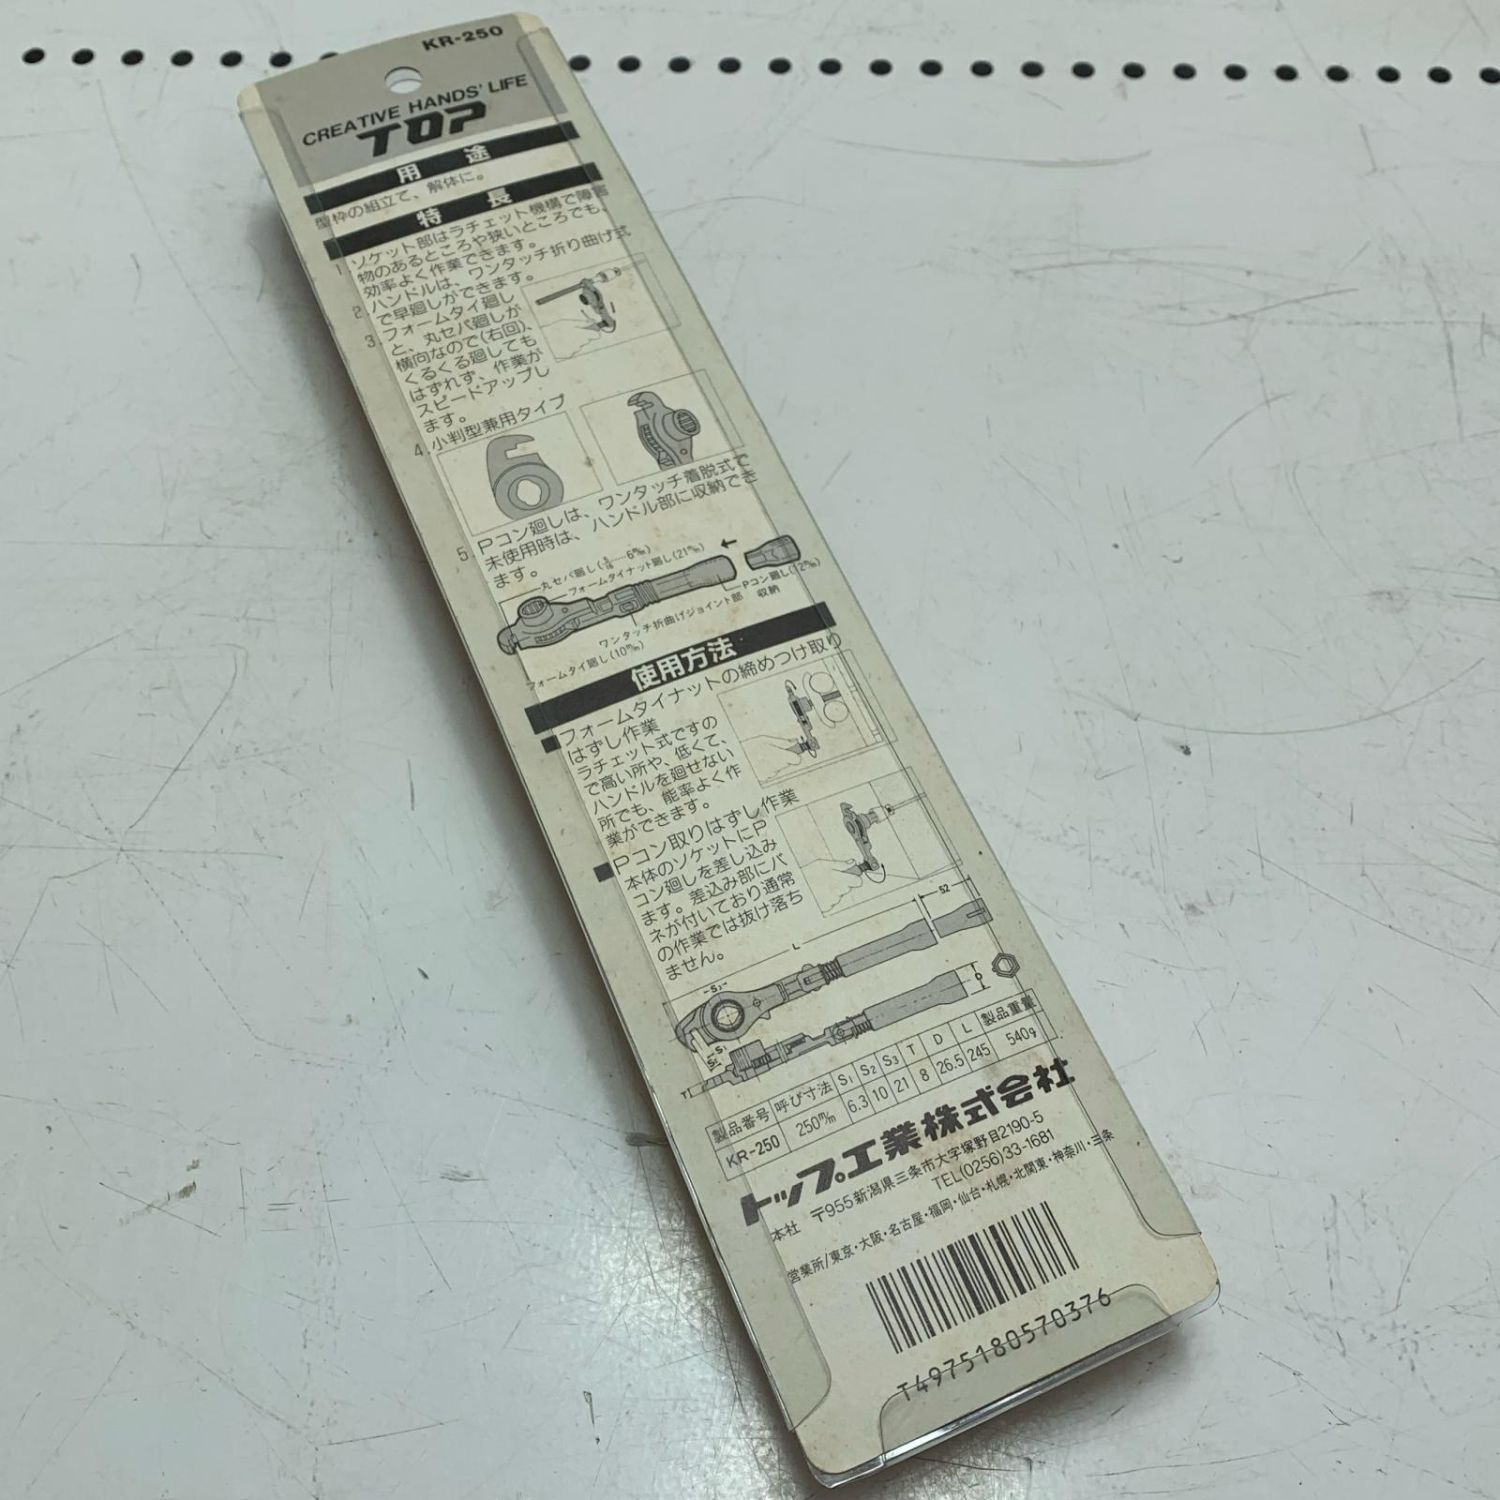 KR-250
CREATIVE HANDS' LIFE
TOP
用途
型枠の組立て、解体に。
特長
1. ソケット部はラチェット機構で障害
物のあるところや狭いところでも、
効率よく作業できます。
2. ハンドルは、ワンタッチ折り曲げ式
で早廻しができます。
3. フォームタイ廻し
と、丸セパ廻しが
横向なので(右回)、
くるくる廻しても
はずれず、作業が
スピードアップし
ます。
4. 小判型兼用タイプ
5. Pコン廻しは、ワンタッチ着脱式で
未使用時は、ハンドル部に収納でき
ます。
丸セパ廻し(5/16……6㎜)
フォームタイナット廻し(21㎜)
Pコン廻し(12㎜)
収納
ワンタッチ折曲げジョイント部
フォームタイ廻し(10㎜)
使用方法
■フォームタイナットの締めつけ取り
はずし作業
ラチェット式ですの
で高い所や、低くて、
ハンドルを廻せない
所でも、能率よく作
業ができます。
■Pコン取りはずし作業
本体のソケットにP
コン廻しを差し込み
ます。差込み部にバ
ネが付いており通常
の作業では抜け落ち
ません。
S2
L
S3
D
S1
T
製品番号 呼び寸法 S1 S2 S3 T D L 製品重量
KR-250 250㎜ 6.3 10 21 8 26.5 245 540g
トップ工業株式会社
本社 〒955新潟県三条市大字塚野目2190-5
TEL(0256)33-1681
営業所/東京・大阪・名古屋・福岡・仙台・札幌・北関東・神奈川・三条
T4975180570376